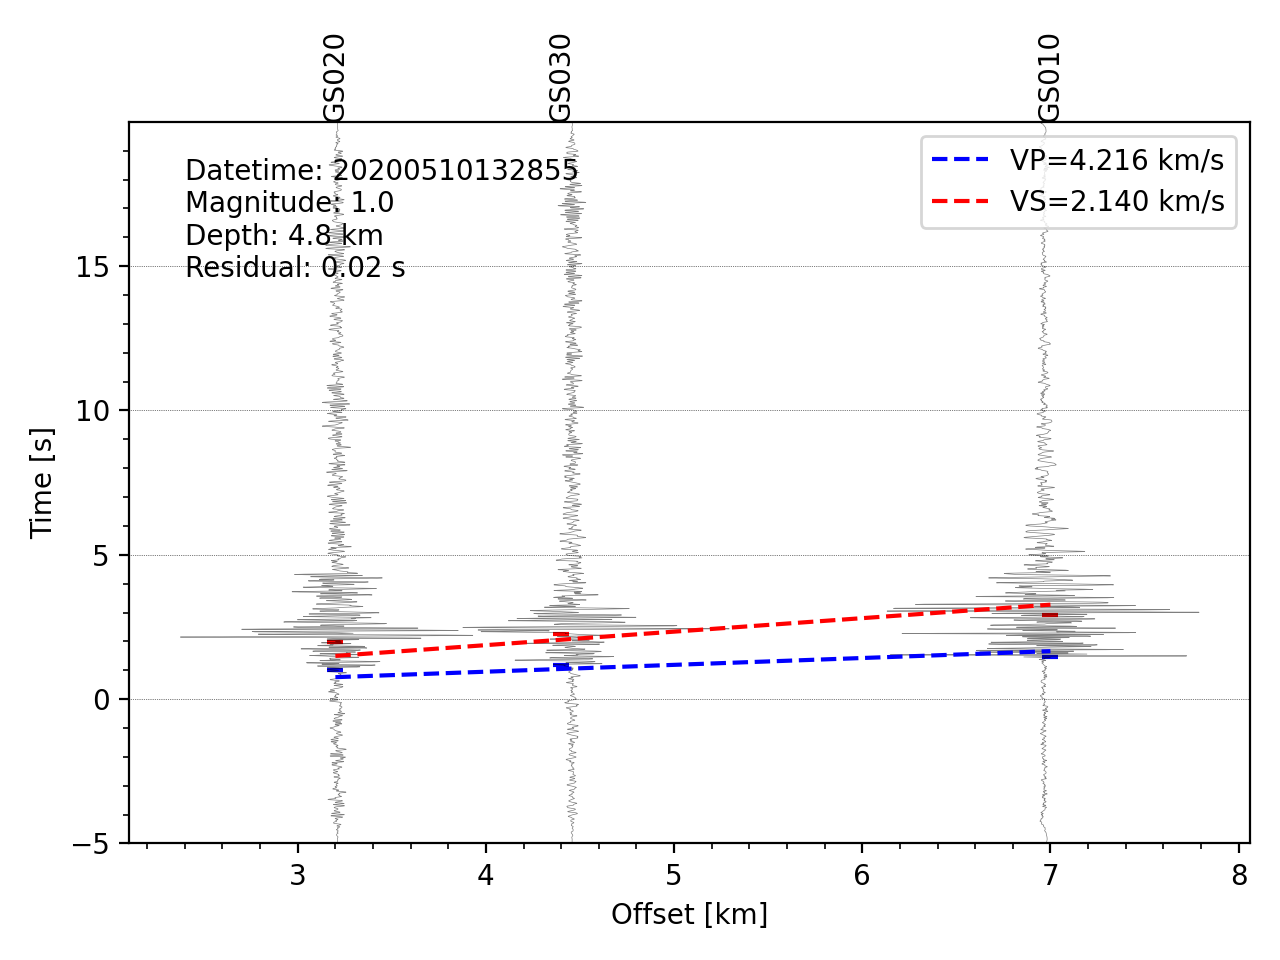 GS020
GS030
GS010
Datetime: 20200510132855
Magnitude: 1.0
Depth: 4.8 km
Residual: 0.02 s
VP=4.216 km/s
VS=2.140 km/s
15
10
5
0
−5
Time [s]
3
4
5
6
7
8
Offset [km]